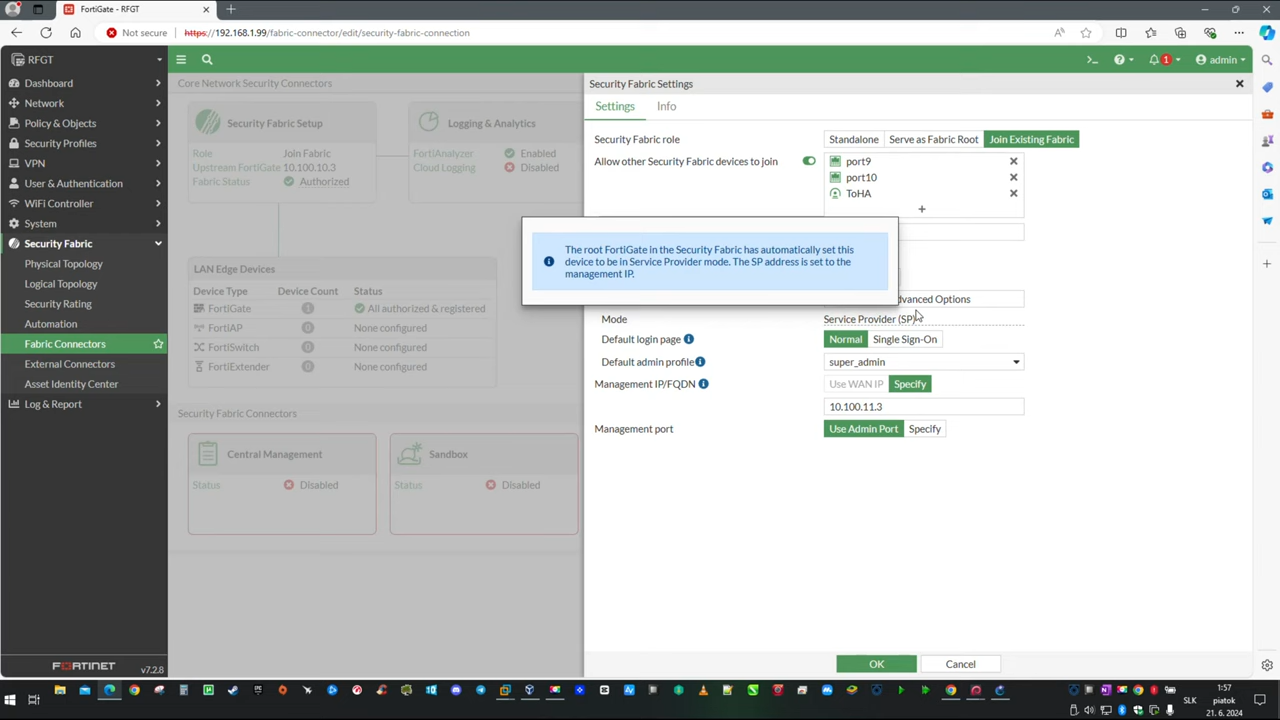 FortiGate - RFGT
Not secure
https://192.168.1.99/fabric-connector/edit/security-fabric-connection
RFGT
1
admin
Dashboard
Network
Policy & Objects
Security Profiles
VPN
User & Authentication
WiFi Controller
System
Security Fabric
Physical Topology
Logical Topology
Security Rating
Automation
Fabric Connectors
External Connectors
Asset Identity Center
Log & Report
FORTINET
v7.2.8
Core Network Security Connectors
Security Fabric Setup
Role Join Fabric
Upstream FortiGate 10.100.10.3
Fabric Status Authorized
Logging & Analytics
FortiAnalyzer Enabled
Cloud Logging Disabled
LAN Edge Devices
Device Type Device Count Status
FortiGate 1 All authorized & registered
FortiAP None configured
FortiSwitch None configured
FortiExtender None configured
Security Fabric Connectors
Central Management
Status Disabled
Sandbox
Status Disabled
Security Fabric Settings
Settings Info
Security Fabric role Standalone Serve as Fabric Root Join Existing Fabric
Allow other Security Fabric devices to join port9
port10
ToHA
The root FortiGate in the Security Fabric has automatically set this
device to be in Service Provider mode. The SP address is set to the
management IP.
dvanced Options
Mode Service Provider (SP)
Default login page Normal Single Sign-On
Default admin profile super_admin
Management IP/FQDN Use WAN IP Specify
10.100.11.3
Management port Use Admin Port Specify
OK Cancel
SLK
1:57
piatok
21. 6. 2024